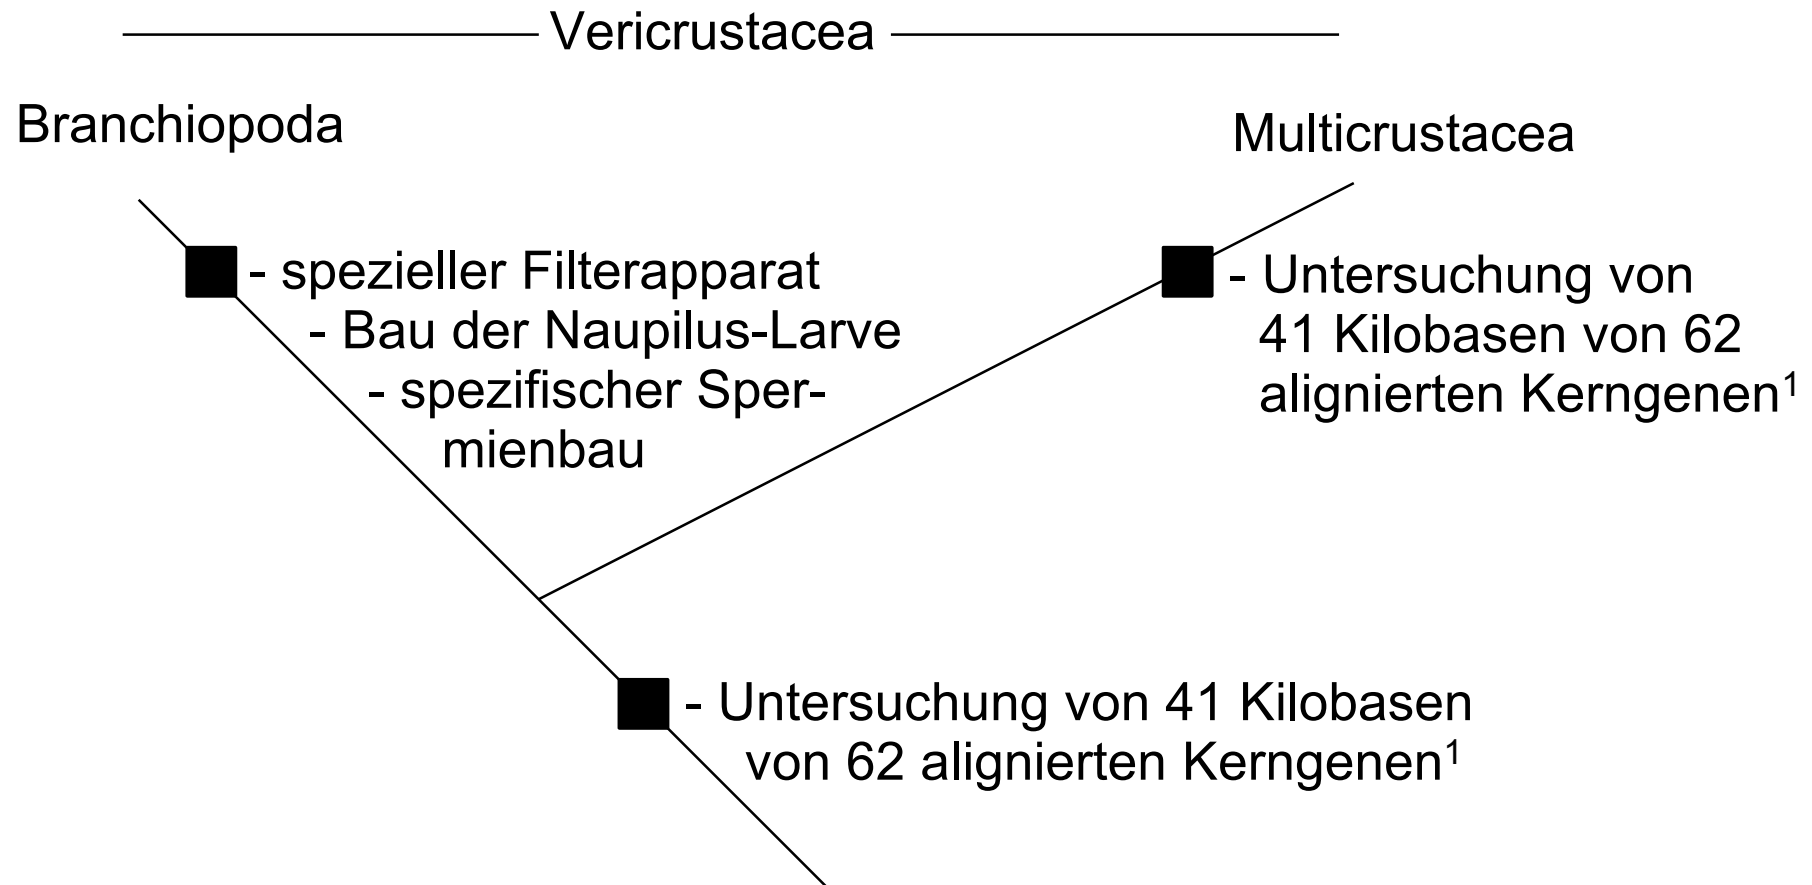 Vericrustacea
Branchiopoda
Multicrustacea
- spezieller Filterapparat
- Bau der Naupilus-Larve
- spezifischer Sper-
mienbau
- Untersuchung von
41 Kilobasen von 62
alignierten Kerngenen¹
- Untersuchung von 41 Kilobasen
von 62 alignierten Kerngenen¹